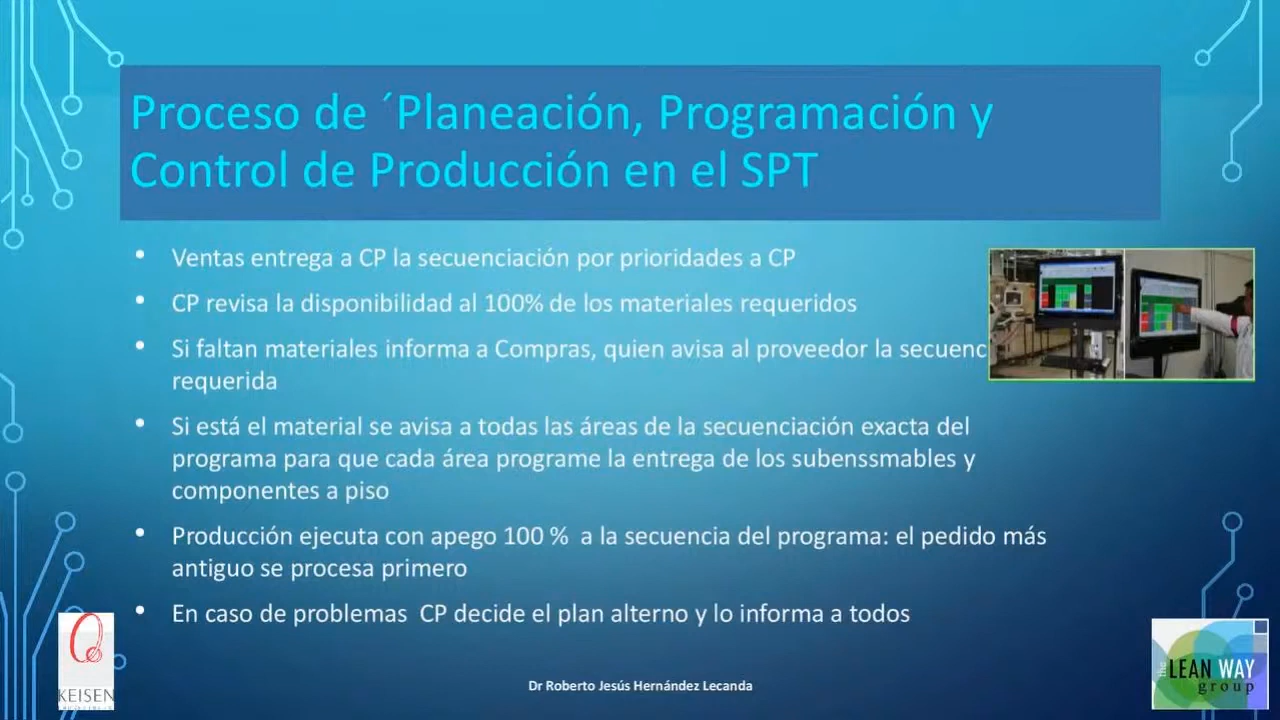 Proceso de ´Planeación, Programación y
Control de Producción en el SPT
• Ventas entrega a CP la secuenciación por prioridades a CP
• CP revisa la disponibilidad al 100% de los materiales requeridos
• Si faltan materiales informa a Compras, quien avisa al proveedor la secuenc
requerida
• Si está el material se avisa a todas las áreas de la secuenciación exacta del
programa para que cada área programe la entrega de los subenssmables y
componentes a piso
• Producción ejecuta con apego 100 % a la secuencia del programa: el pedido más
antiguo se procesa primero
• En caso de problemas CP decide el plan alterno y lo informa a todos
KEISEN
Dr Roberto Jesús Hernández Lecanda
the LEAN WAY
group